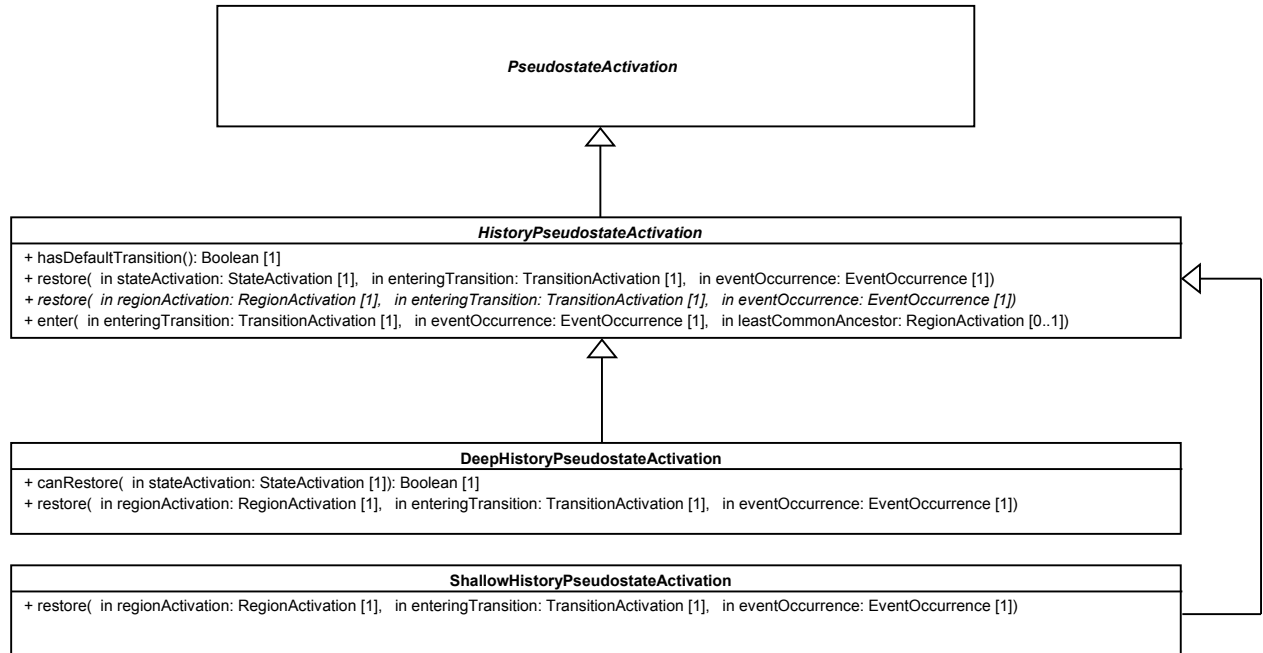 PseudostateActivation
HistoryPseudostateActivation
+ hasDefaultTransition(): Boolean [1]
+ restore( in stateActivation: StateActivation [1], in enteringTransition: TransitionActivation [1], in eventOccurrence: EventOccurrence [1])
+ restore( in regionActivation: RegionActivation [1], in enteringTransition: TransitionActivation [1], in eventOccurrence: EventOccurrence [1])
+ enter( in enteringTransition: TransitionActivation [1], in eventOccurrence: EventOccurrence [1], in leastCommonAncestor: RegionActivation [0..1])
DeepHistoryPseudostateActivation
+ canRestore( in stateActivation: StateActivation [1]): Boolean [1]
+ restore( in regionActivation: RegionActivation [1], in enteringTransition: TransitionActivation [1], in eventOccurrence: EventOccurrence [1])
ShallowHistoryPseudostateActivation
+ restore( in regionActivation: RegionActivation [1], in enteringTransition: TransitionActivation [1], in eventOccurrence: EventOccurrence [1])